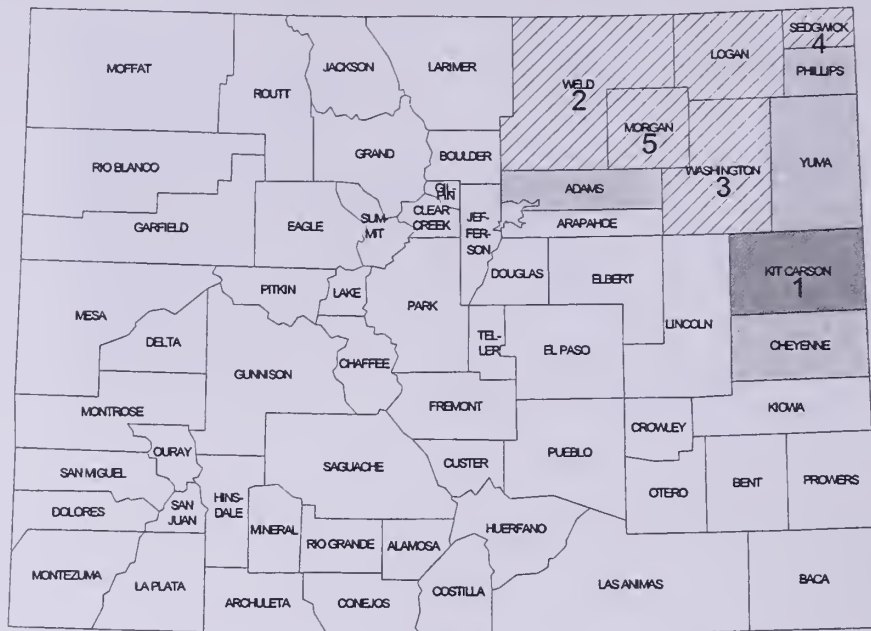 SEDGWICK
4
LOGAN
PHILLIPS
MOFFAT
JACKSON
LARIMER
WELD
2
ROUTT
MORGAN
5
GRAND
BOULDER
WASHINGTON
3
YUMA
RIO BLANCO
GIL-
PIN
ADAMS
CLEAR
CREEK
GARFIELD
EAGLE
SUM-
MIT
JEF-
FER-
SON
ARAPAHOE
DOUGLAS
ELBERT
KIT CARSON
1
PITKIN
LAKE
PARK
MESA
LINCOLN
DELTA
TEL-
LER
EL PASO
CHEYENNE
GUNNISON
CHAFFEE
MONTROSE
FREMONT
KIOWA
CROWLEY
OURAY
SAGUACHE
CUSTER
PUEBLO
SAN MIGUEL
OTERO
BENT
PROWERS
HINS-
DALE
DOLORES
SAN
JUAN
MINERAL
HUERFANO
RIO GRANDE
ALAMOSA
MONTEZUMA
LA PLATA
COSTILLA
LAS ANIMAS
BACA
ARCHULETA
CONEJOS